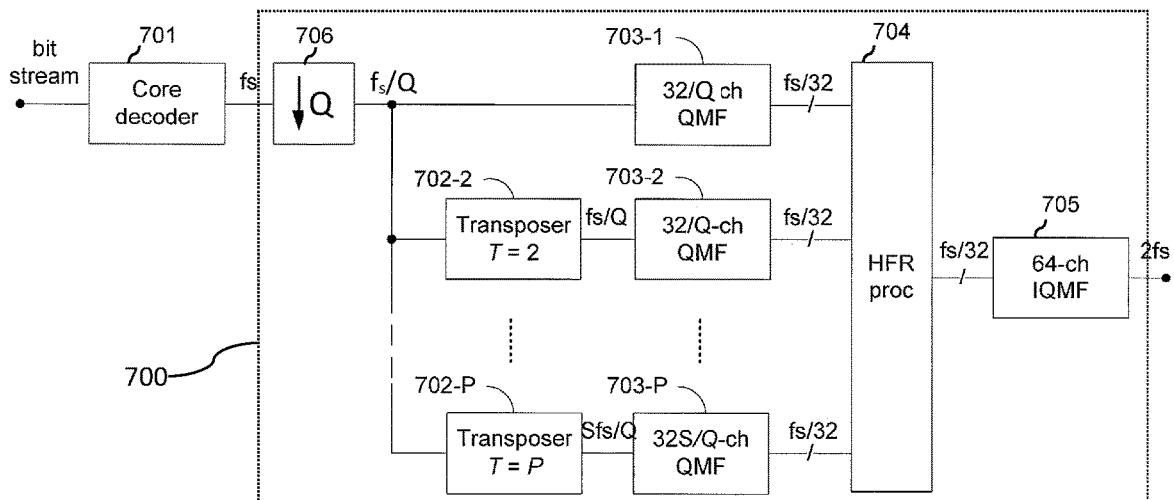 701
706
703-1
704
bit
stream
Core
decoder
fs
↓ Q
fs/Q
32/Q ch
QMF
fs/32
702-2
703-2
Transposer
T = 2
fs/Q
32/Q-ch
QMF
fs/32
HFR
proc
705
fs/32
64-ch
IQMF
2fs
700
702-P
703-P
Transposer
T = P
Sfs/Q
32S/Q-ch
QMF
fs/32